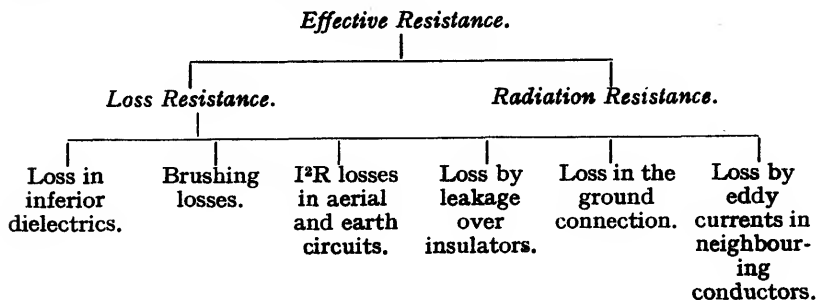 Effective Resistance.
Loss Resistance.
Radiation Resistance.
Loss in
inferior
dielectrics.
Brushing
losses.
I²R losses
in aerial
and earth
circuits.
Loss by
leakage
over
insulators.
Loss in the
ground
connection.
Loss by
eddy
currents in
neighbour-
ing
conductors.